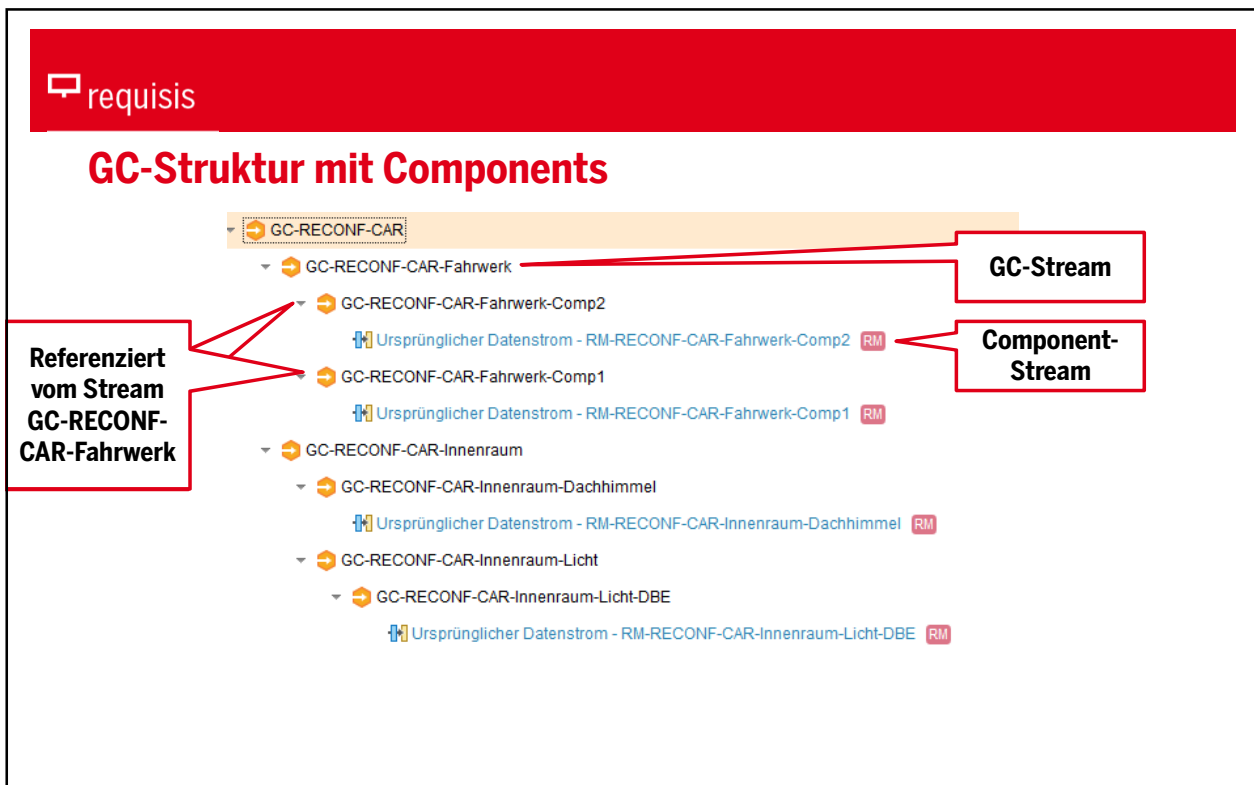 requisis
GC-Struktur mit Components
GC-RECONF-CAR
GC-RECONF-CAR-Fahrwerk
GC-Stream
GC-RECONF-CAR-Fahrwerk-Comp2
Ursprünglicher Datenstrom - RM-RECONF-CAR-Fahrwerk-Comp2 RM
Component-
Stream
Referenziert
vom Stream
GC-RECONF-
CAR-Fahrwerk
GC-RECONF-CAR-Fahrwerk-Comp1
Ursprünglicher Datenstrom - RM-RECONF-CAR-Fahrwerk-Comp1 RM
GC-RECONF-CAR-Innenraum
GC-RECONF-CAR-Innenraum-Dachhimmel
Ursprünglicher Datenstrom - RM-RECONF-CAR-Innenraum-Dachhimmel RM
GC-RECONF-CAR-Innenraum-Licht
GC-RECONF-CAR-Innenraum-Licht-DBE
Ursprünglicher Datenstrom - RM-RECONF-CAR-Innenraum-Licht-DBE RM